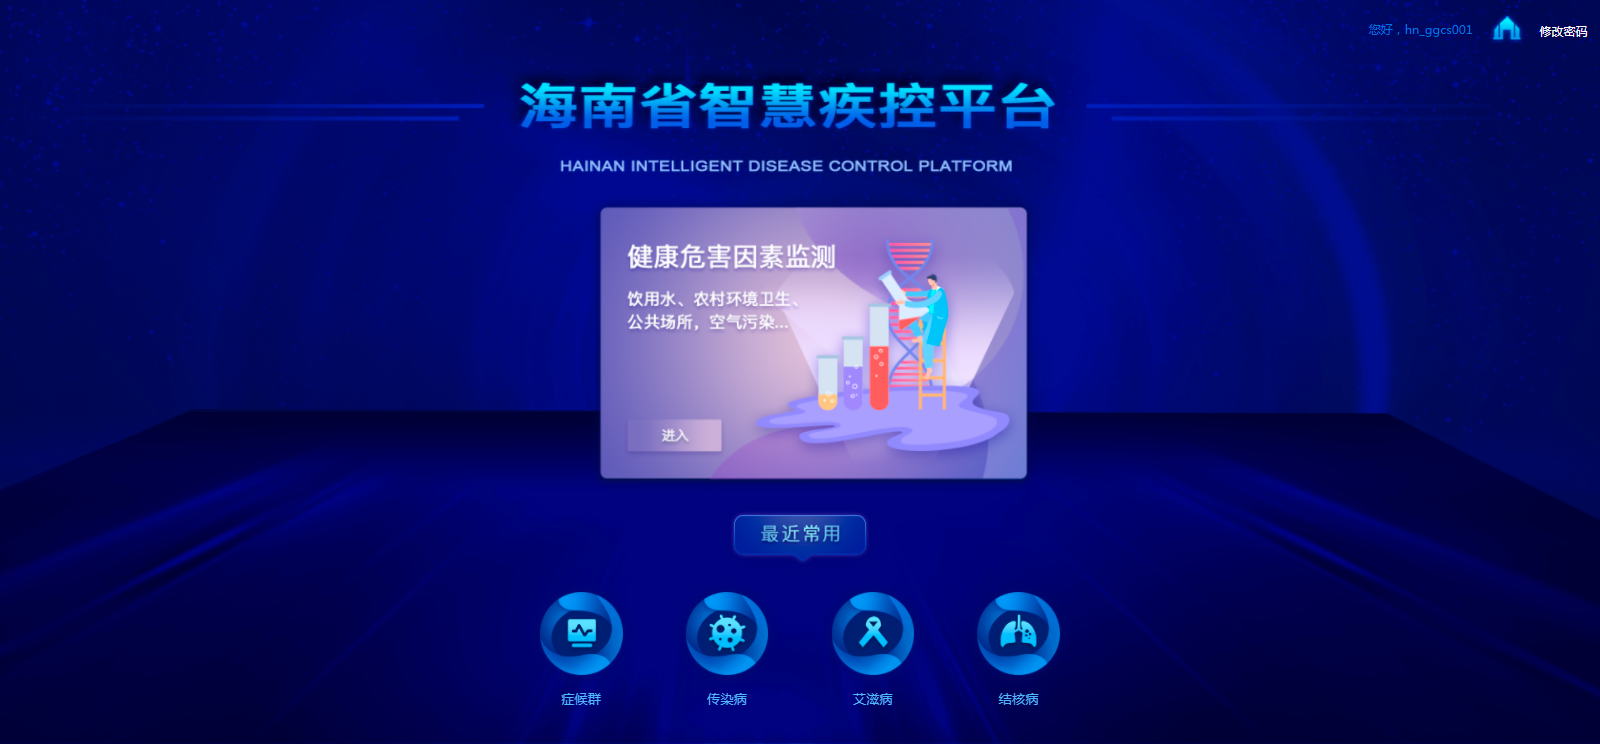 您好，hn_ggcs001
修改密码
海南省智慧疾控平台
HAINAN INTELLIGENT DISEASE CONTROL PLATFORM
健康危害因素监测
饮用水、农村环境卫生、
公共场所，空气污染...
进入
最近常用
症候群
传染病
艾滋病
结核病